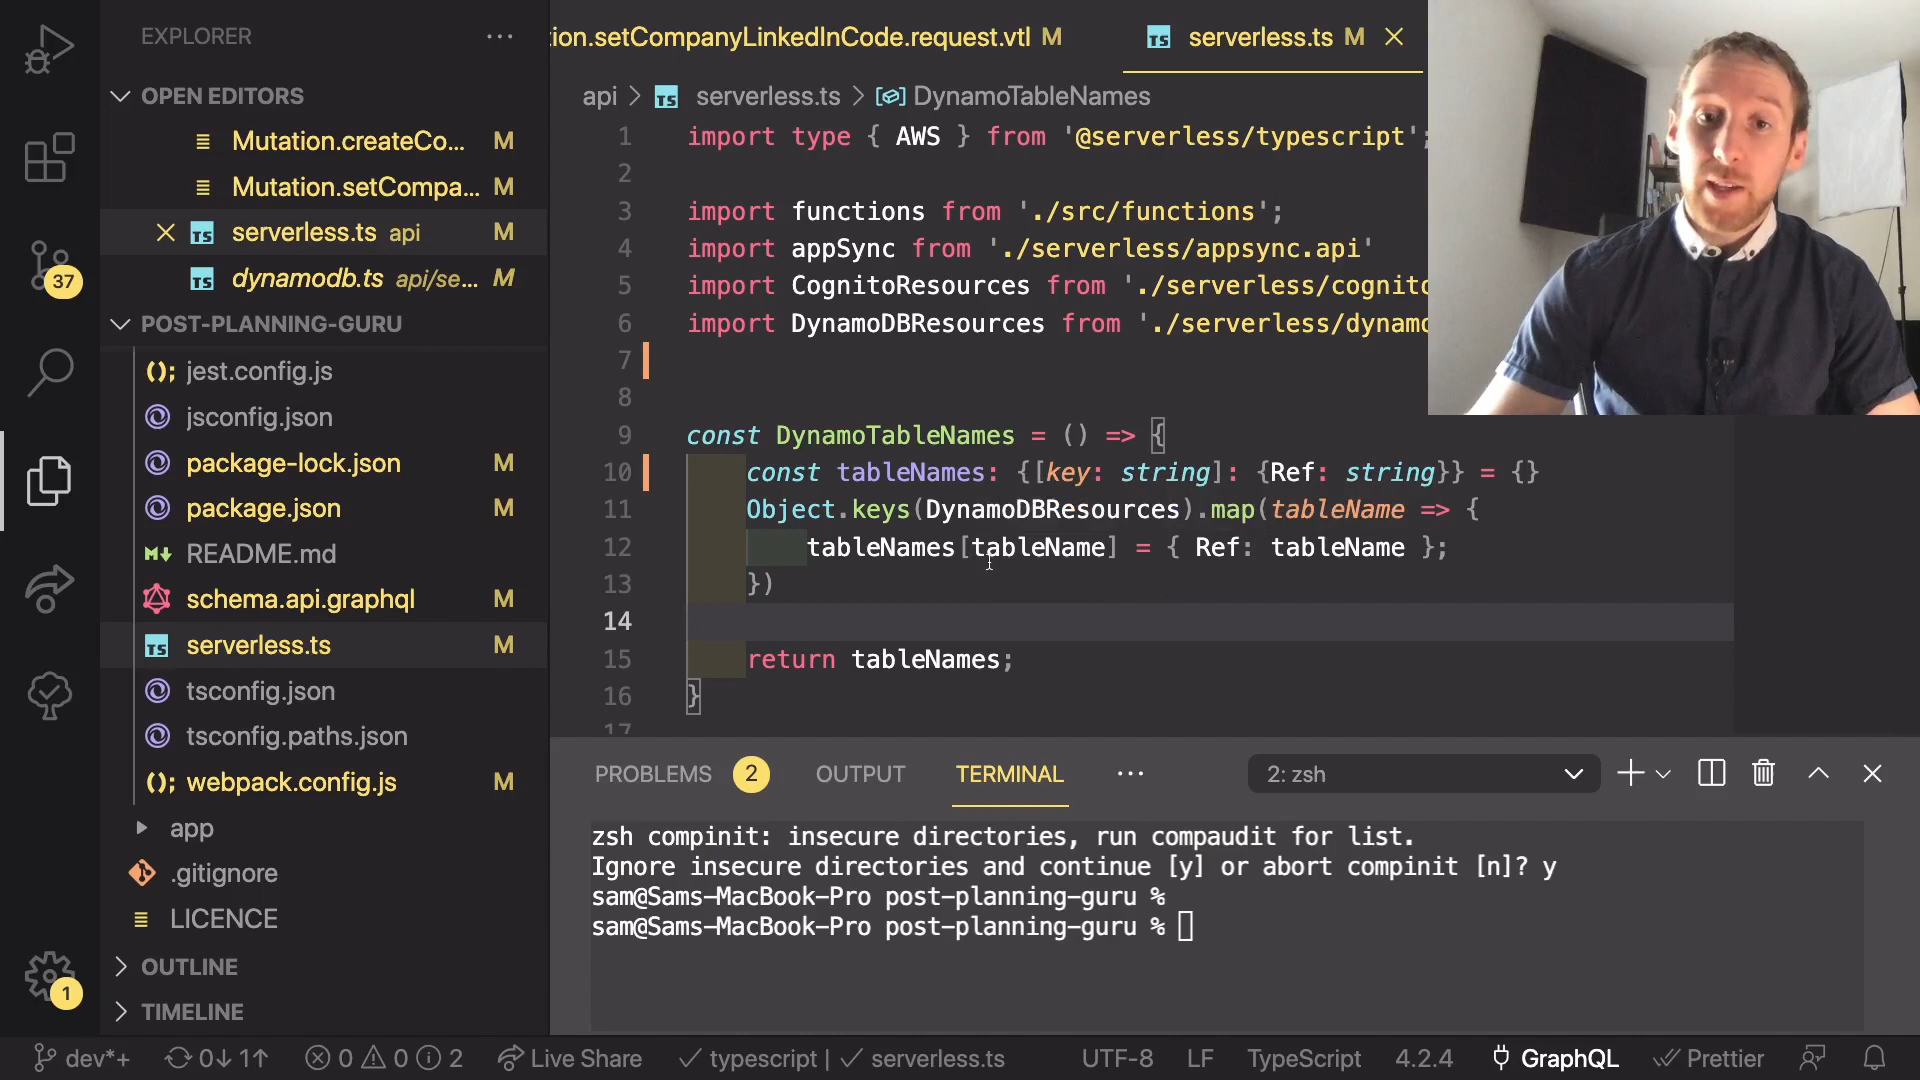 EXPLORER
OPEN EDITORS
Mutation.createCo... M
Mutation.setCompa... M
serverless.ts api M
dynamodb.ts api/se... M
37
POST-PLANNING-GURU
jest.config.js
jsconfig.json
package-lock.json M
package.json M
README.md
schema.api.graphql M
serverless.ts M
tsconfig.json
tsconfig.paths.json
webpack.config.js M
app
.gitignore
LICENCE
OUTLINE
TIMELINE
1
ion.setCompanyLinkedInCode.request.vtl M
serverless.ts M
api > serverless.ts > DynamoTableNames
1 import type { AWS } from '@serverless/typescript';
2
3 import functions from './src/functions';
4 import appSync from './serverless/appsync.api'
5 import CognitoResources from './serverless/cognito
6 import DynamoDBResources from './serverless/dynamo
7
8
9 const DynamoTableNames = () => {
10 const tableNames: {[key: string]: {Ref: string}} = {}
11 Object.keys(DynamoDBResources).map(tableName => {
12 tableNames[tableName] = { Ref: tableName };
13 })
14
15 return tableNames;
16 }
17
PROBLEMS 2 OUTPUT TERMINAL ... 2: zsh
zsh compinit: insecure directories, run compaudit for list.
Ignore insecure directories and continue [y] or abort compinit [n]? y
sam@Sams-MacBook-Pro post-planning-guru %
sam@Sams-MacBook-Pro post-planning-guru %
dev*+ 0↓ 1↑ 0 0 2 Live Share typescript | serverless.ts UTF-8 LF TypeScript 4.2.4 GraphQL Prettier